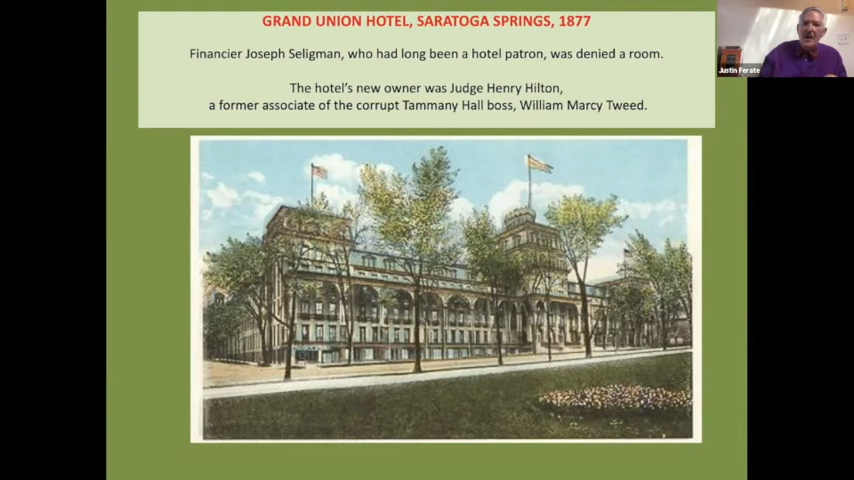 GRAND UNION HOTEL, SARATOGA SPRINGS, 1877
Financier Joseph Seligman, who had long been a hotel patron, was denied a room.
The hotel's new owner was Judge Henry Hilton,
a former associate of the corrupt Tammany Hall boss, William Marcy Tweed.
Justin Ferate